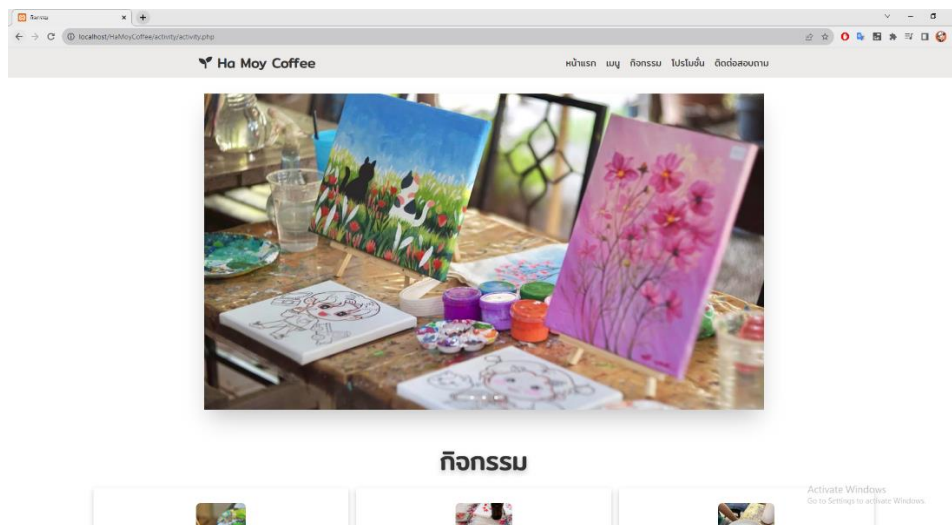 กิจกรรม
localhost/HaMoyCoffee/activity/activity.php
Ha Moy Coffee
หน้าแรก เมนู กิจกรรม โปรโมชั่น ติดต่อสอบถาม
กิจกรรม
Activate Windows
Go to Settings to activate Windows.